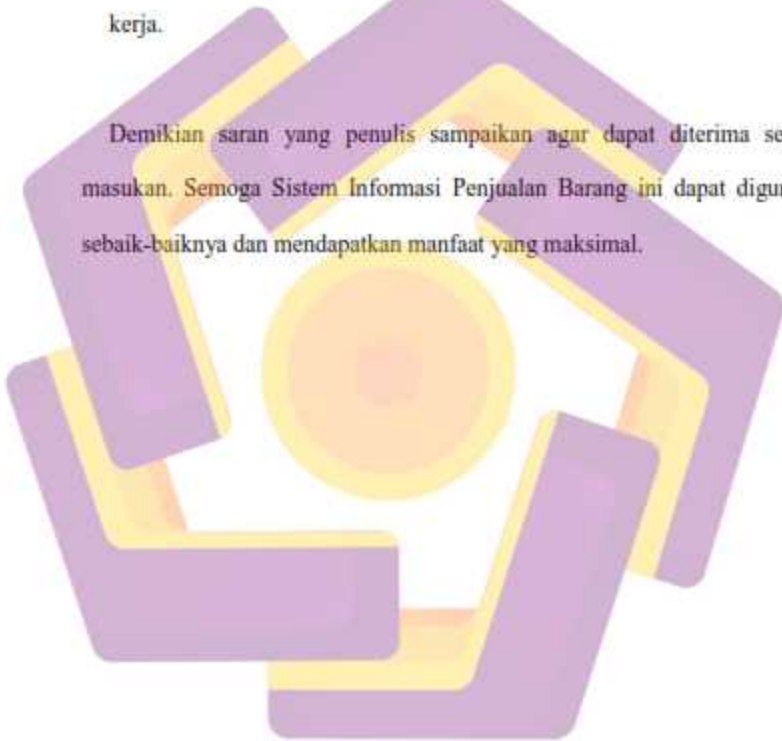 kerja.
Demikian saran yang penulis sampaikan agar dapat diterima
masukan. Semoga Sistem Informasi Penjualan Barang ini dapat
sebaik-baiknya dan mendapatkan manfaat yang maksimal.